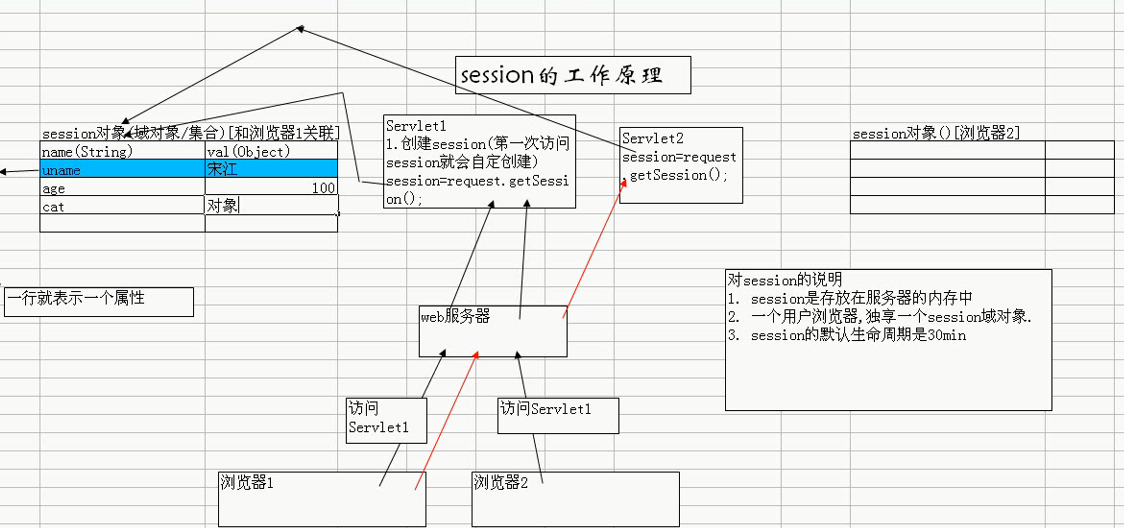 session的工作原理
session对象(域对象/集合)[和浏览器1关联]
name(String) val(Object)
uname 宋江
age 100
cat 对象
一行就表示一个属性
Servlet1
1.创建session(第一次访问
session就会自定创建)
session=request.getSessi
on();
Servlet2
session=request
.getSession();
session对象()[浏览器2]
对session的说明
1. session是存放在服务器的内存中
2. 一个用户浏览器,独享一个session域对象.
3. session的默认生命周期是30min
web服务器
访问
Servlet1
访问Servlet1
浏览器1
浏览器2